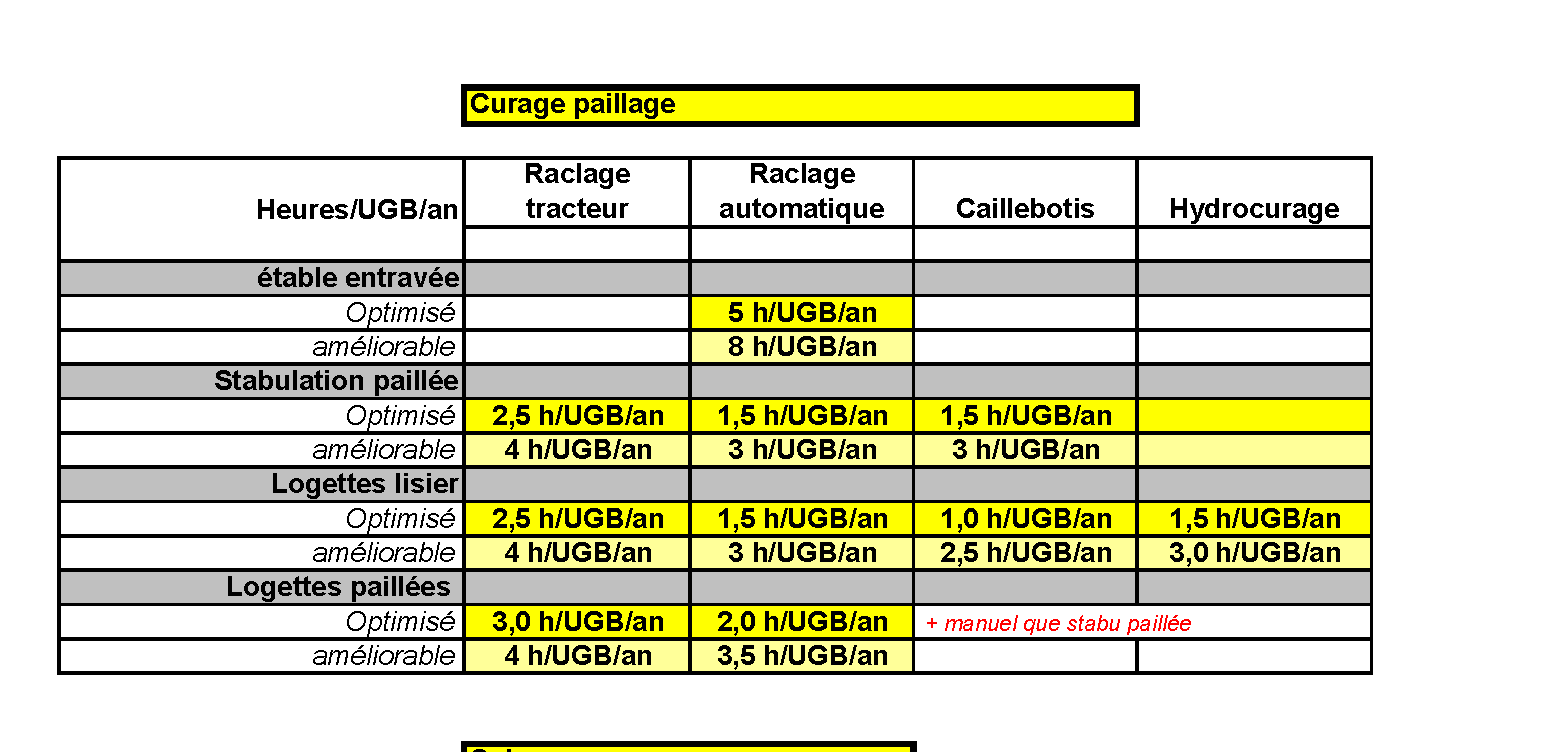 Curage paillage
Heures/UGB/an Raclage tracteur Raclage automatique Caillebotis Hydrocurage
étable entravée
Optimisé 5 h/UGB/an
améliorable 8 h/UGB/an
Stabulation paillée
Optimisé 2,5 h/UGB/an 1,5 h/UGB/an 1,5 h/UGB/an
améliorable 4 h/UGB/an 3 h/UGB/an 3 h/UGB/an
Logettes lisier
Optimisé 2,5 h/UGB/an 1,5 h/UGB/an 1,0 h/UGB/an 1,5 h/UGB/an
améliorable 4 h/UGB/an 3 h/UGB/an 2,5 h/UGB/an 3,0 h/UGB/an
Logettes paillées
Optimisé 3,0 h/UGB/an 2,0 h/UGB/an + manuel que stabu paillée
améliorable 4 h/UGB/an 3,5 h/UGB/an